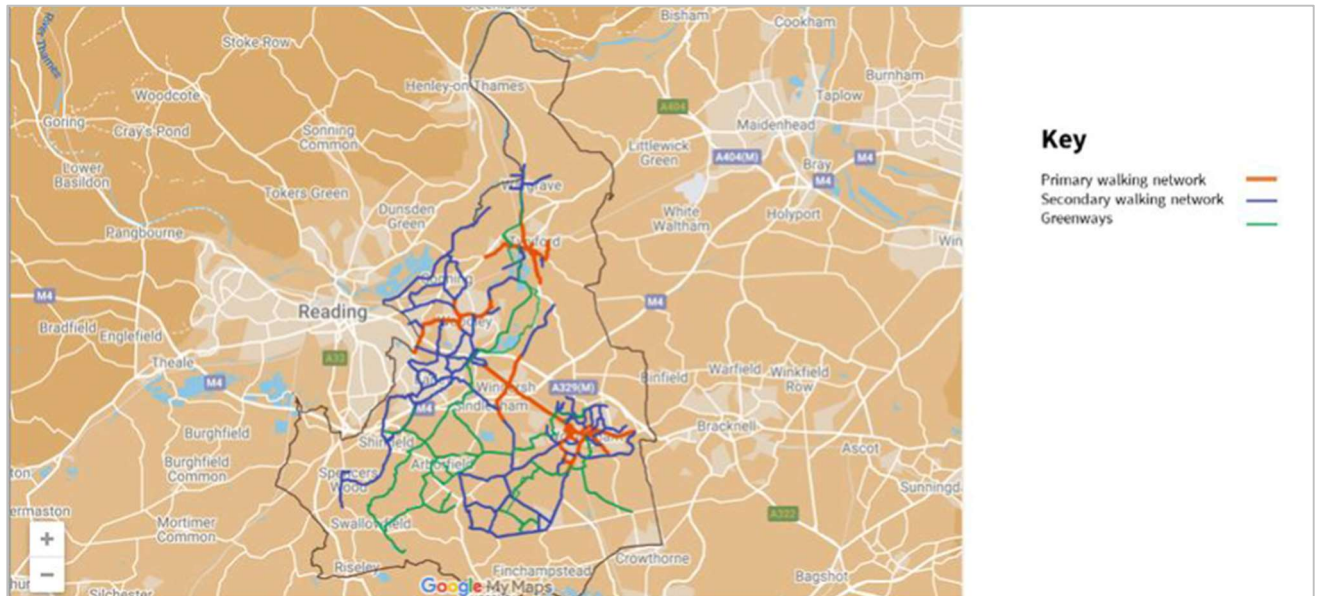 Bisham
Cookham
River Thames
Stoke Row
Henley-on-Thames
Burnham
Woodcote
Taplow
A404
Goring
Cray's Pond
Sonning
Common
Maidenhead
Littlewick
Green
A404(M)
Bray
M4
M4
Lower
Basildon
Tokers Green
Dunsden
Green
White
Waltham
Holyport
Pangbourne
Win
M4
M4
Reading
Bradfield
Englefield
Theale
A33
M4
Binfield
Warfield
Winkfield
Row
A329(M)
M4
Burghfield
Shinfield
Bracknell
Ascot
ton
Burghfield
Common
Arborfield
Spencers
Wood
Sunningd
ermaston
Mortimer
Common
Swallowfield
A322
Riseley
Finchampstead
Crowthorne
Bagshot
Silchester
+
−
Google My Maps
Key
Primary walking network
Secondary walking network
Greenways